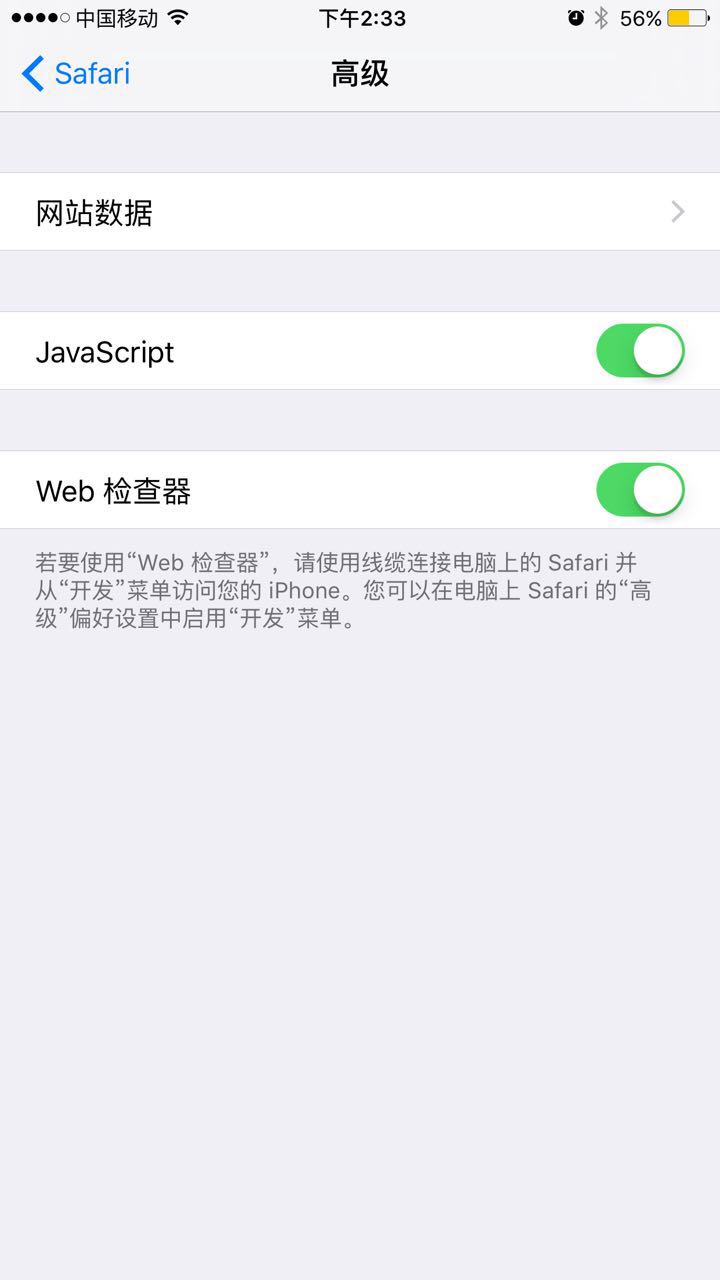 中国移动 下午2:33 56%
Safari 高级
网站数据
JavaScript
Web 检查器
若要使用“Web 检查器”，请使用线缆连接电脑上的 Safari 并
从“开发”菜单访问您的 iPhone。您可以在电脑上 Safari 的“高
级”偏好设置中启用“开发”菜单。